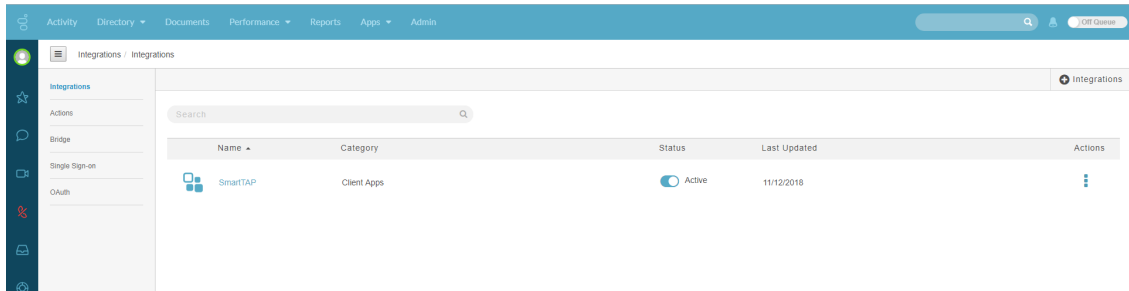 Activity Directory Documents Performance Reports Apps Admin Off Queue
Integrations / Integrations
Integrations
Integrations
Actions
Search
Bridge
Name Category Status Last Updated Actions
Single Sign-on
SmartTAP Client Apps Active 11/12/2018
OAuth